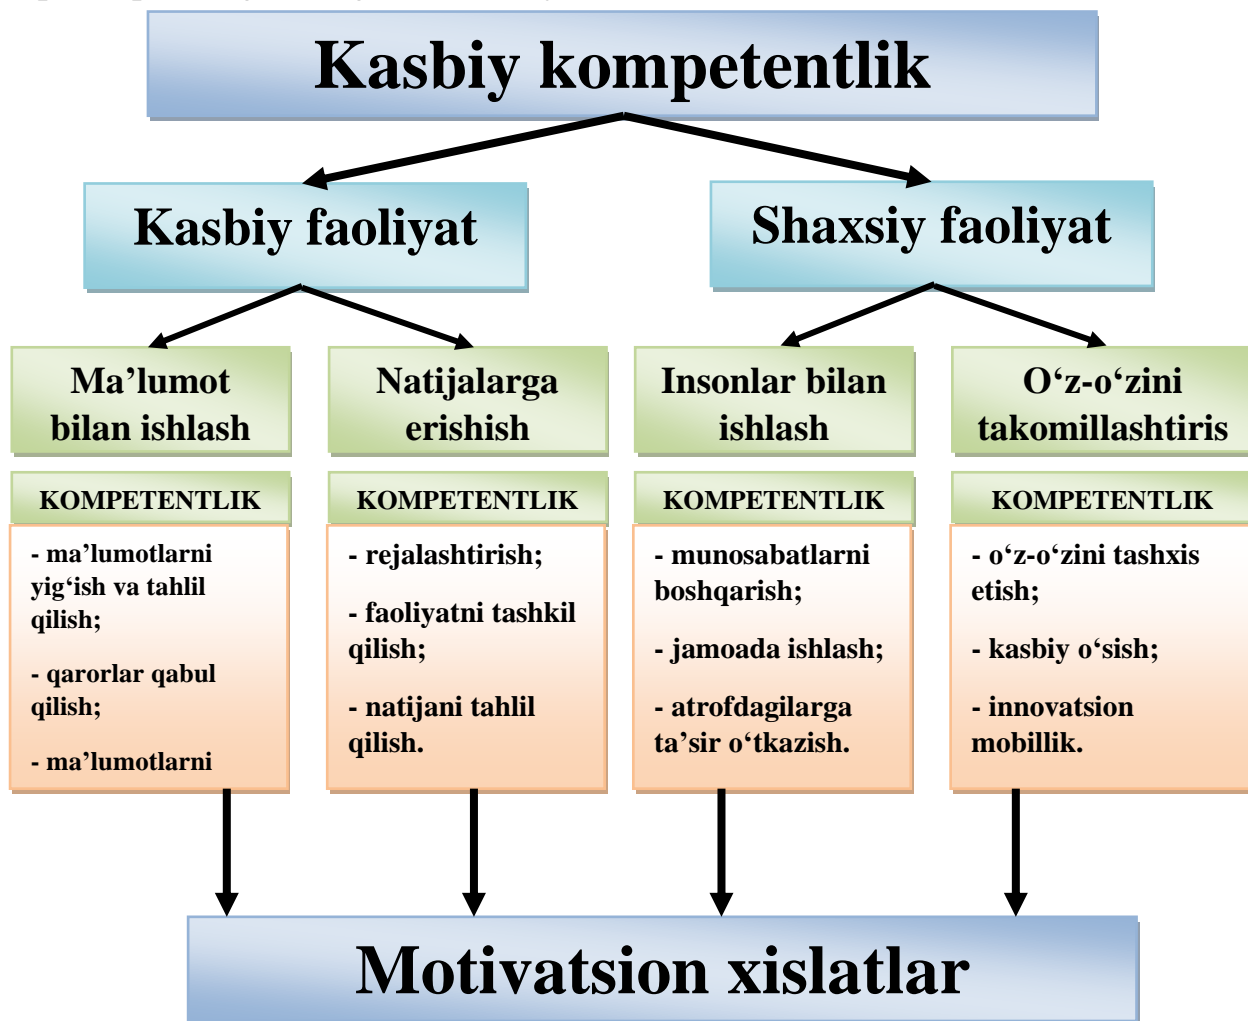 Kasbiy kompetentlik
Kasbiy faoliyat
Shaxsiy faoliyat
Ma’lumot
bilan ishlash
Natijalarga
erishish
Insonlar bilan
ishlash
O‘z-o‘zini
takomillashtiris
KOMPETENTLIK
- ma’lumotlarni
yig‘ish va tahlil
qilish;
- qarorlar qabul
qilish;
- ma’lumotlarni
KOMPETENTLIK
- rejalashtirish;
- faoliyatni tashkil
qilish;
- natijani tahlil
qilish.
KOMPETENTLIK
- munosabatlarni
boshqarish;
- jamoada ishlash;
- atrofdagilarga
ta’sir o‘tkazish.
KOMPETENTLIK
- o‘z-o‘zini tashxis
etish;
- kasbiy o‘sish;
- innovatsion
mobillik.
Motivatsion xislatlar